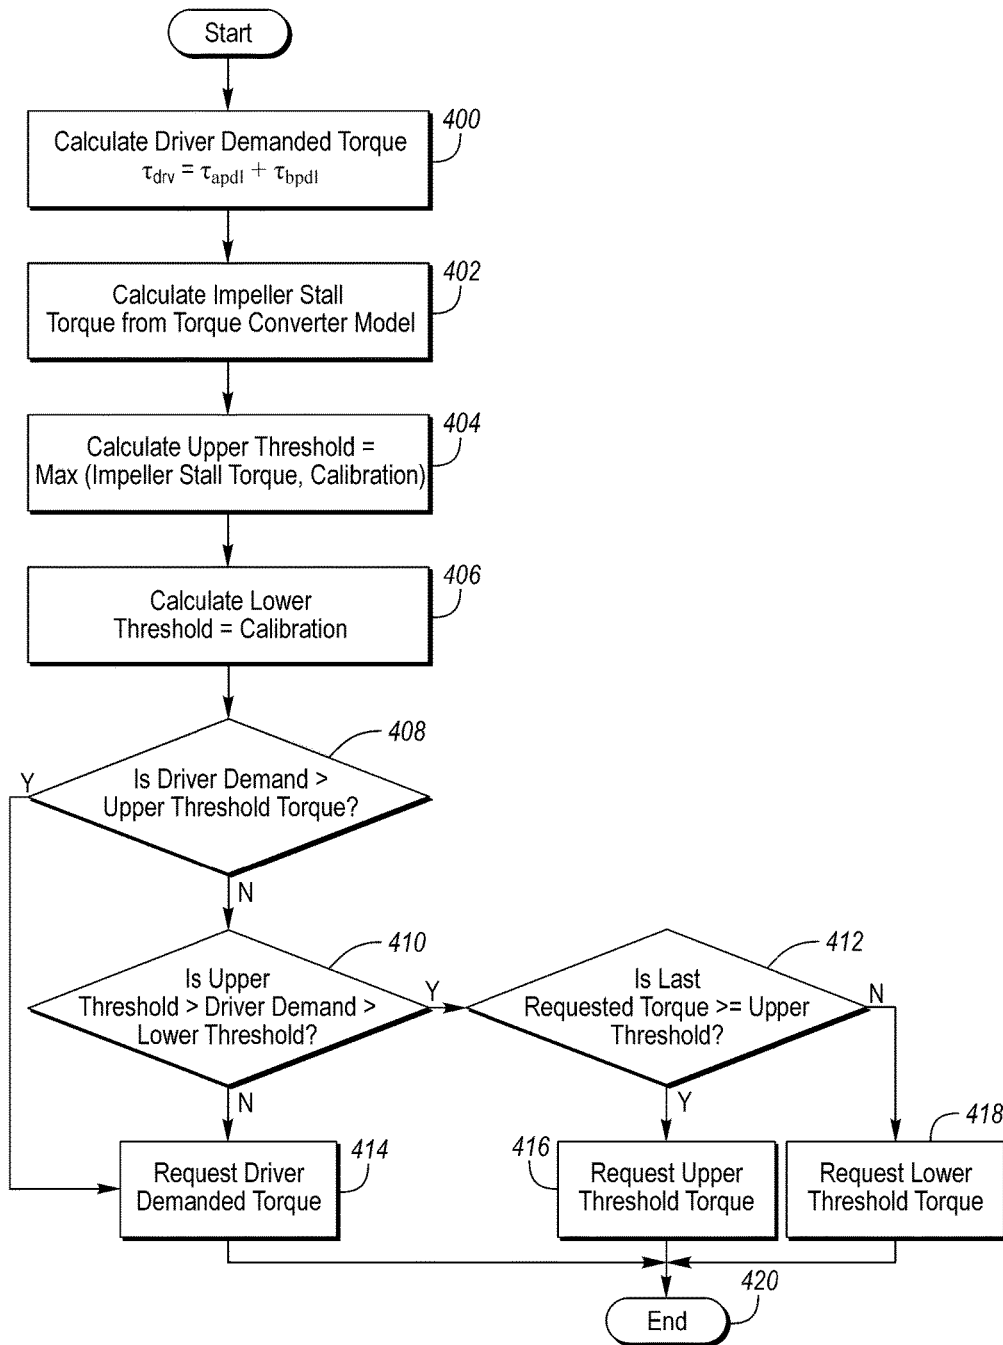 Start
Calculate Driver Demanded Torque
τdrv = τapdl + τbpdl
400
Calculate Impeller Stall
Torque from Torque Converter Model
402
Calculate Upper Threshold =
Max (Impeller Stall Torque, Calibration)
404
Calculate Lower
Threshold = Calibration
406
Is Driver Demand >
Upper Threshold Torque?
408
Y
N
Is Upper
Threshold > Driver Demand >
Lower Threshold?
410
Y
N
Is Last
Requested Torque >= Upper
Threshold?
412
N
Y
Request Driver
Demanded Torque
414
Request Upper
Threshold Torque
416
Request Lower
Threshold Torque
418
End
420